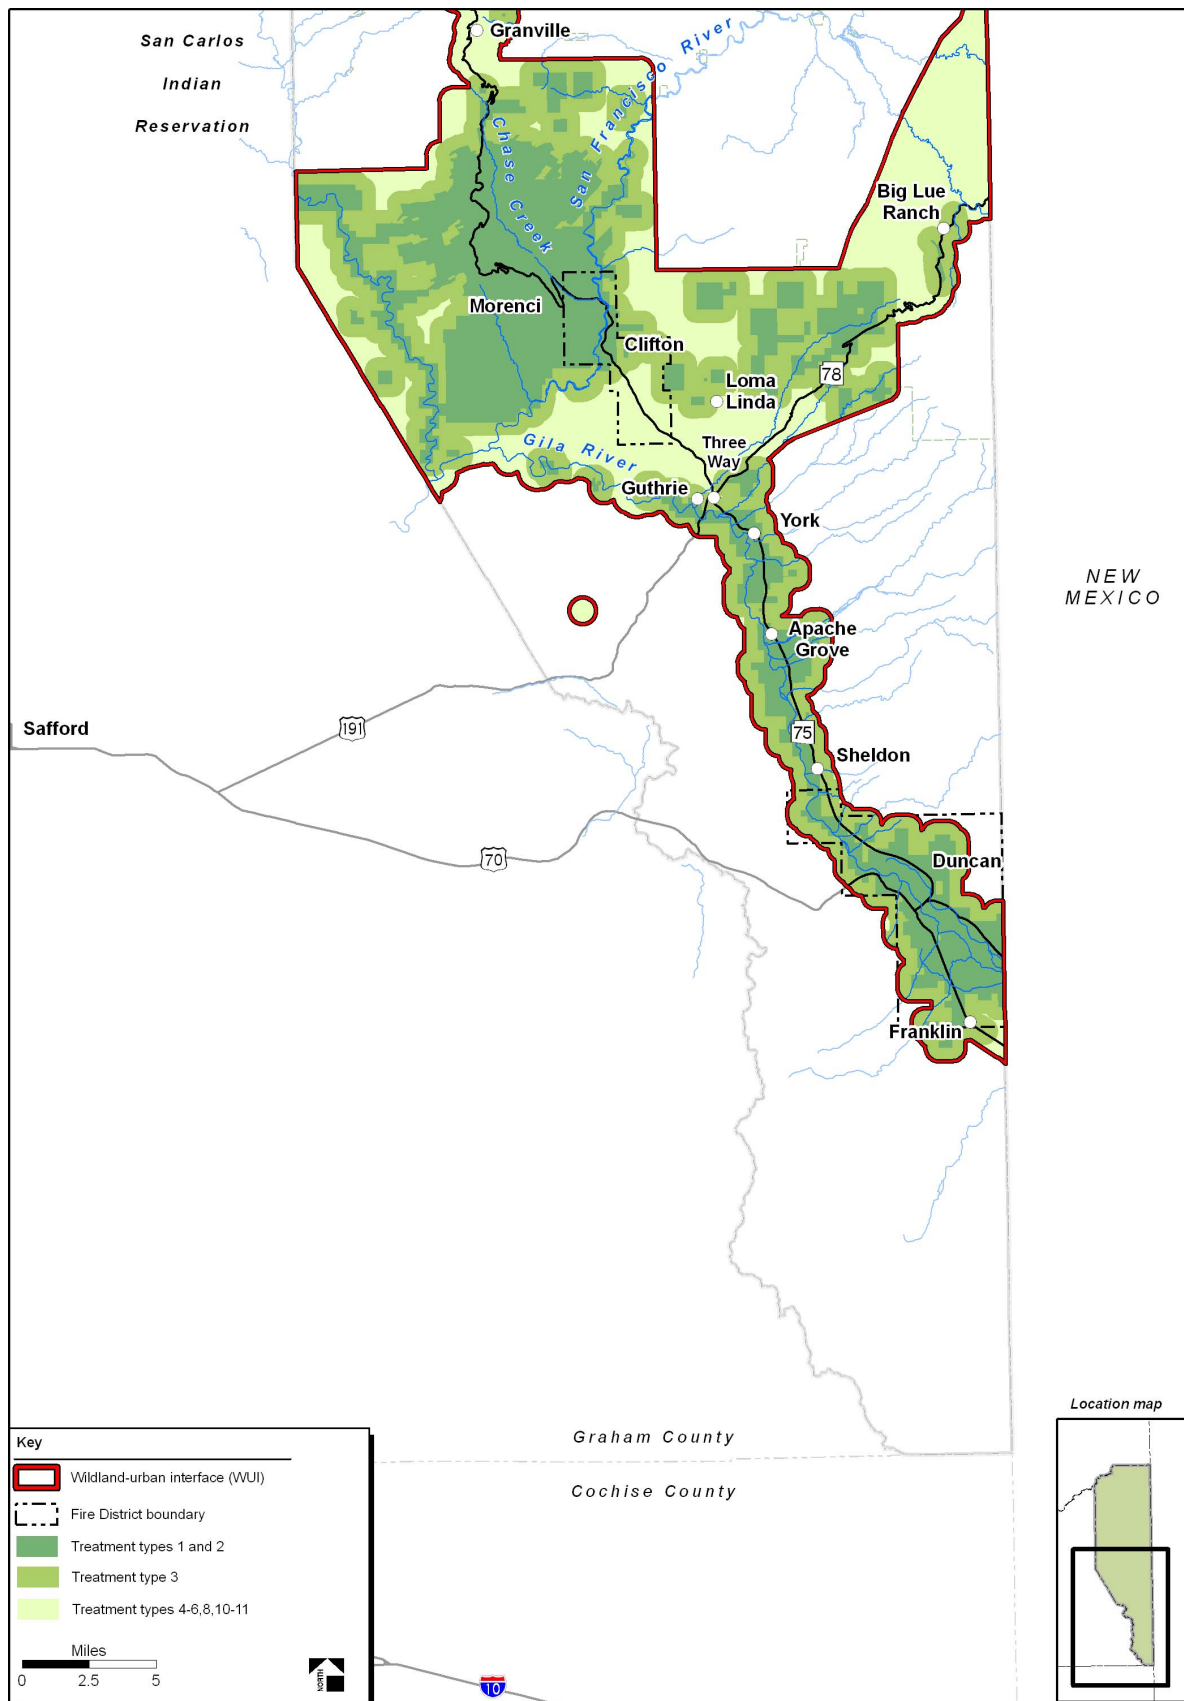 Granville
San Carlos
Indian
Reservation
San Francisco River
Chase Creek
Big Lue
Ranch
Morenci
Clifton
Loma
Linda
78
Gila River
Three
Way
Guthrie
York
NEW
MEXICO
Apache
Grove
Safford
191
75
Sheldon
70
Duncan
Franklin
Location map
Graham County
Cochise County
Key
Wildland-urban interface (WUI)
Fire District boundary
Treatment types 1 and 2
Treatment type 3
Treatment types 4-6,8,10-11
Miles
0 2.5 5
NORTH
10